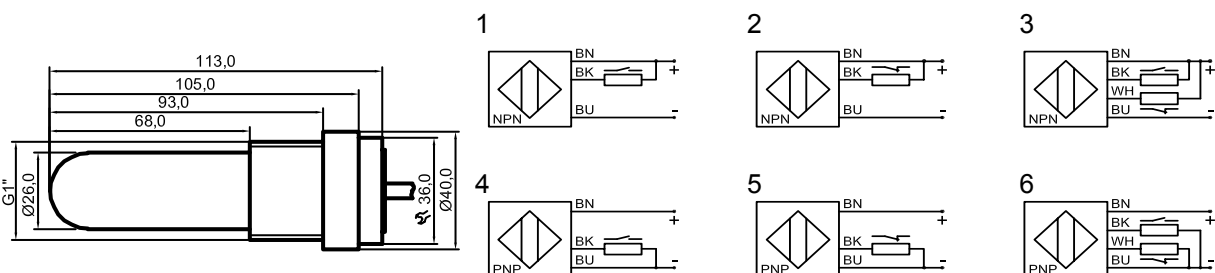 113,0
105,0
93,0
68,0
G1"
Ø26,0
36,0
Ø40,0
1
BN
BK
BU
NPN
+
-
2
BN
BK
BU
NPN
+
-
3
BN
BK
WH
BU
NPN
+
-
4
BN
BK
BU
PNP
+
-
5
BN
BK
BU
PNP
+
-
6
BN
BK
WH
BU
PNP
+
-